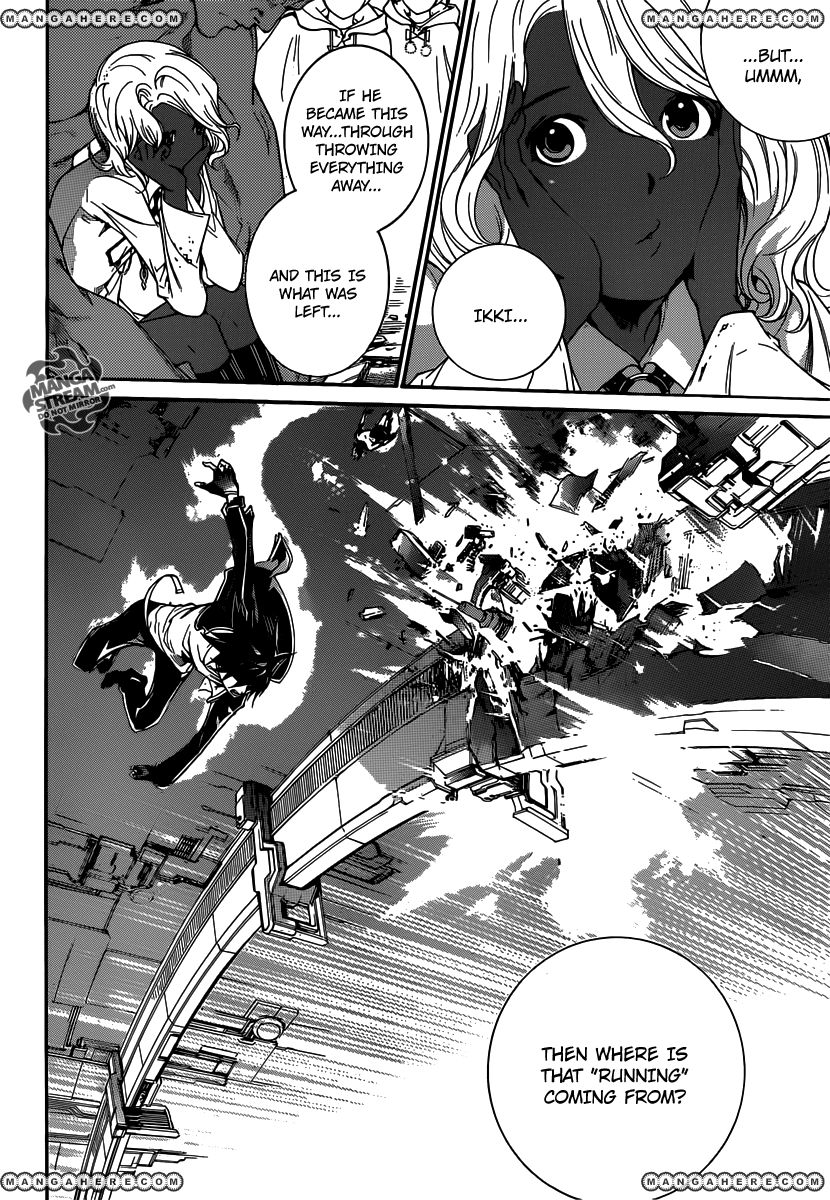 MANGAHERE.COM
MANGAHERE.COM
...BUT...
UMMM,
IKKI...
IF HE
BECAME THIS
WAY...THROUGH
THROWING
EVERYTHING
AWAY...
AND THIS IS
WHAT WAS
LEFT...
MANGA
STREAM.com
DO NOT MIRROR
THEN WHERE IS
THAT "RUNNING"
COMING FROM?
MANGAHERE.COM
MANGAHERE.COM